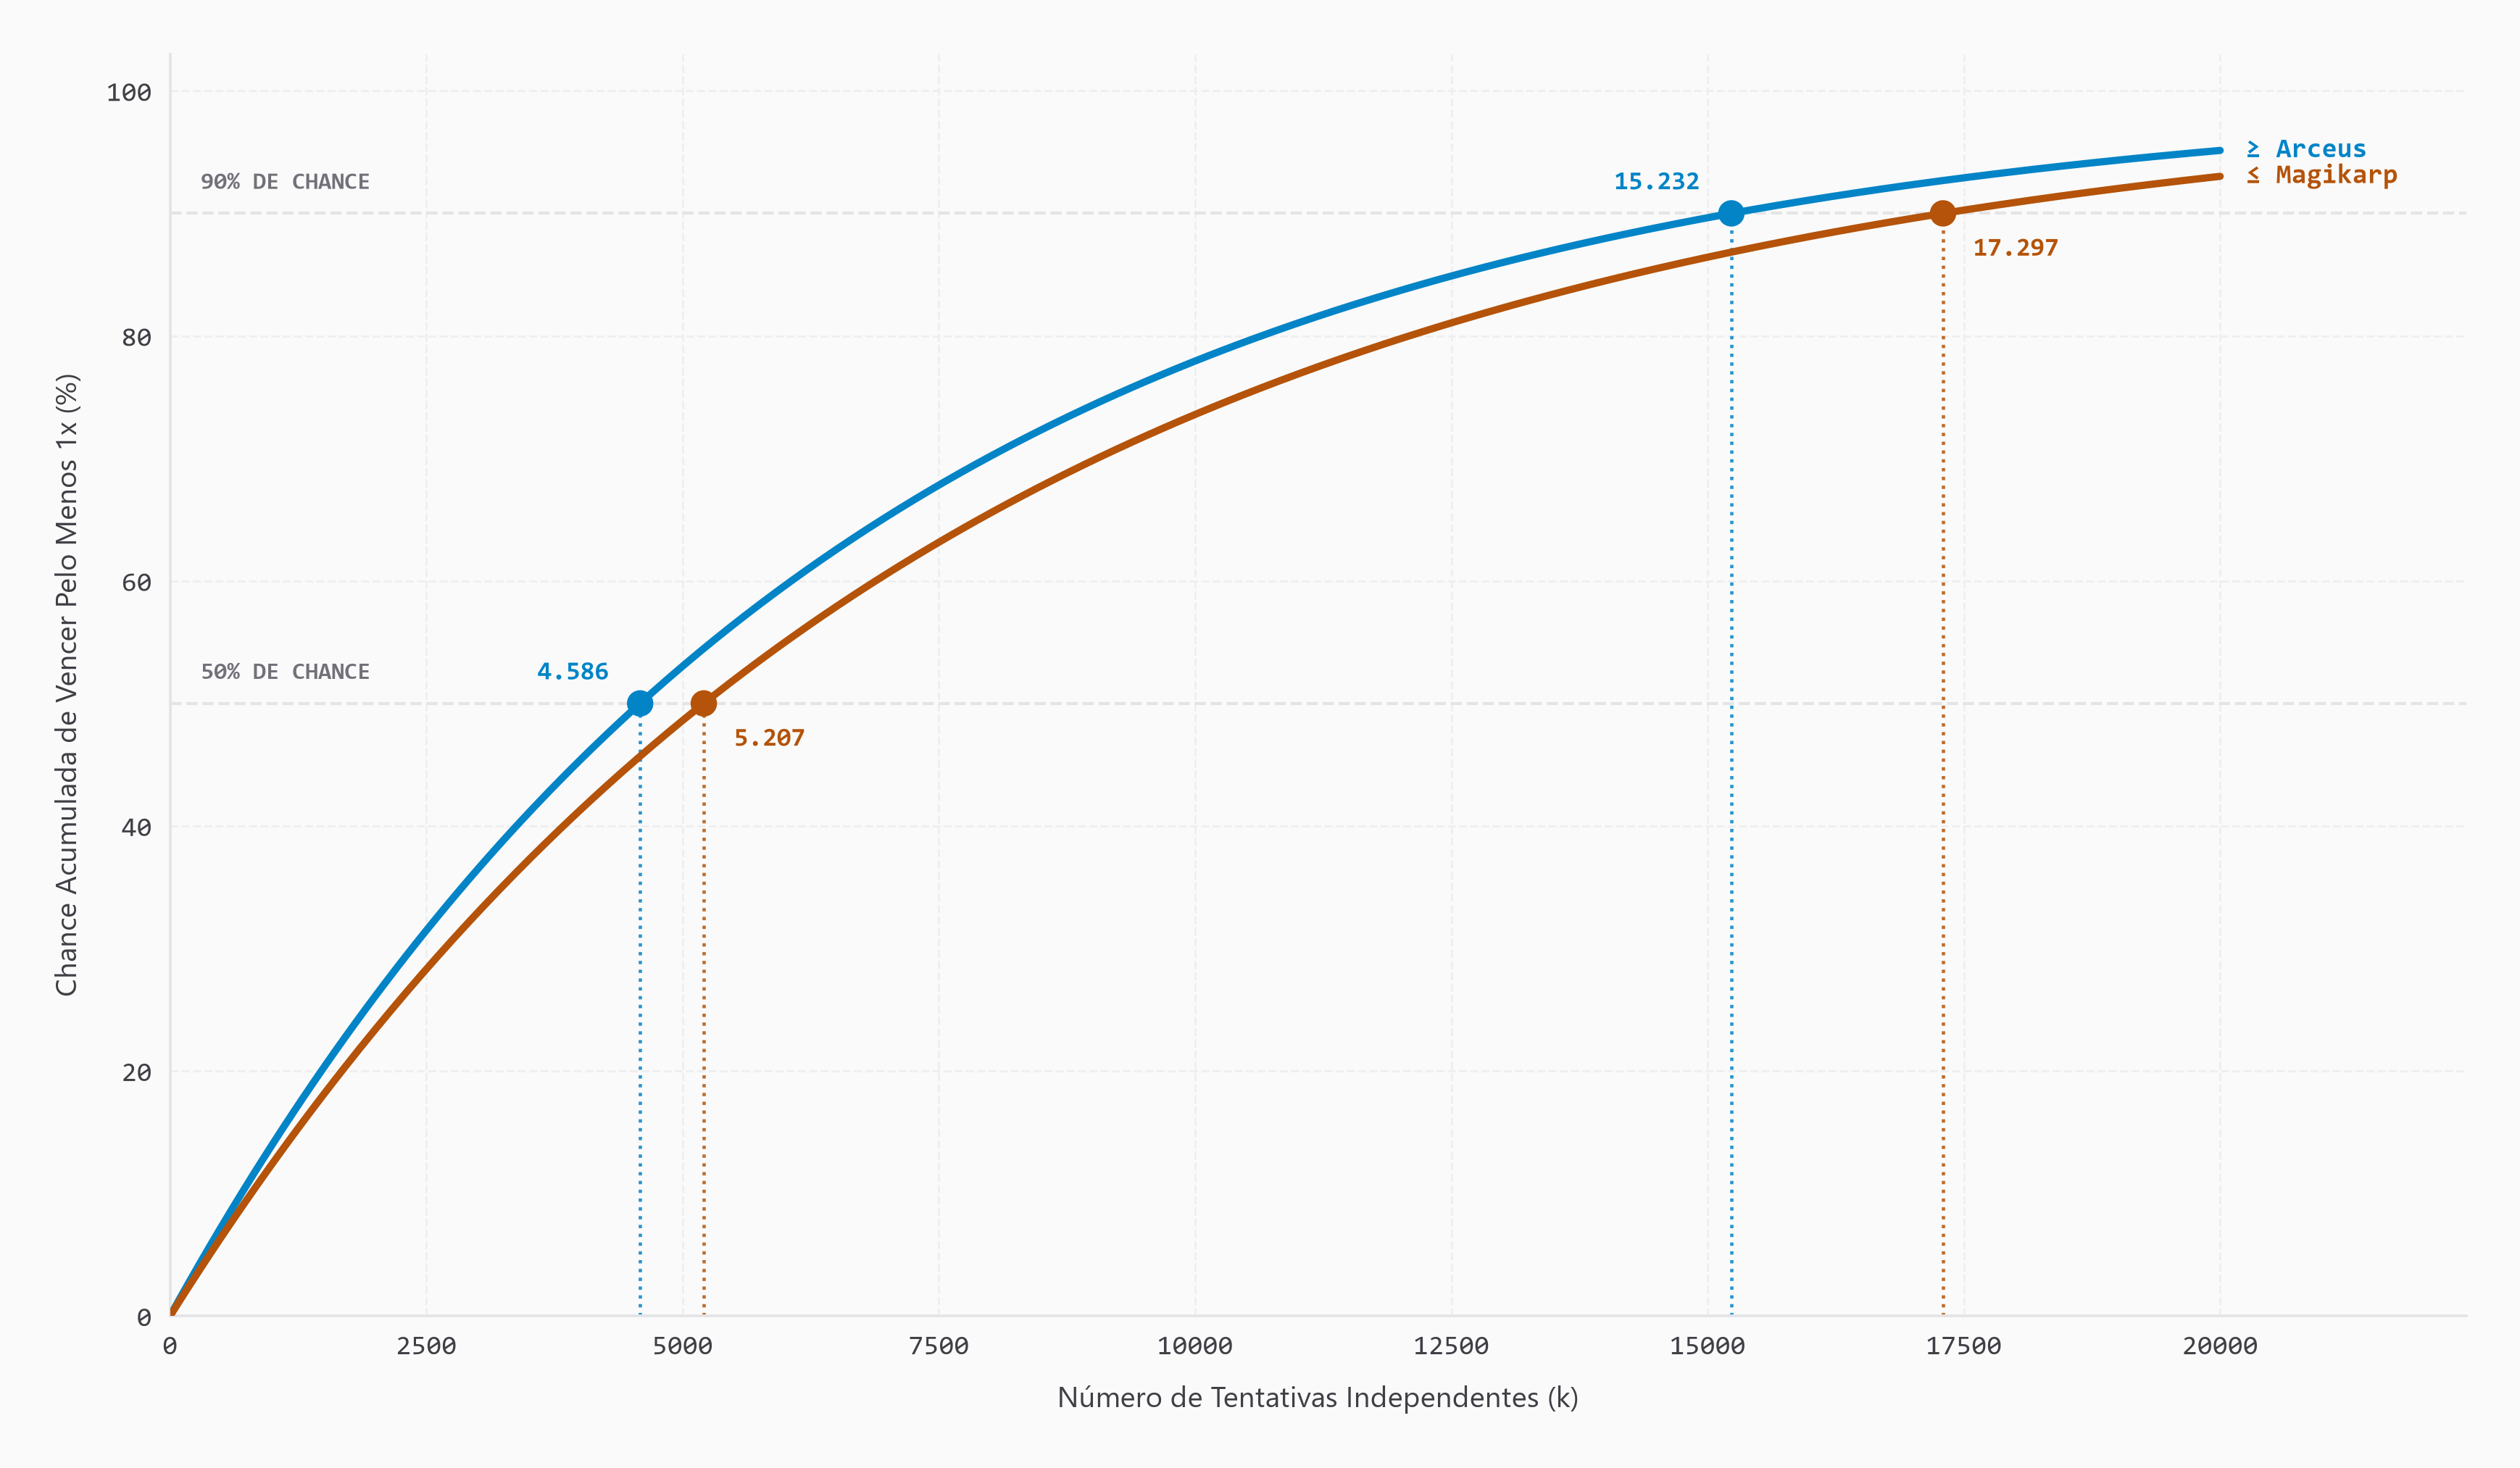 100
80
60
40
20
0
Chance Acumulada de Vencer Pelo Menos 1x (%)
90% DE CHANCE
50% DE CHANCE
15.232
17.297
4.586
5.207
≥ Arceus
≤ Magikarp
0 2500 5000 7500 10000 12500 15000 17500 20000
Número de Tentativas Independentes (k)